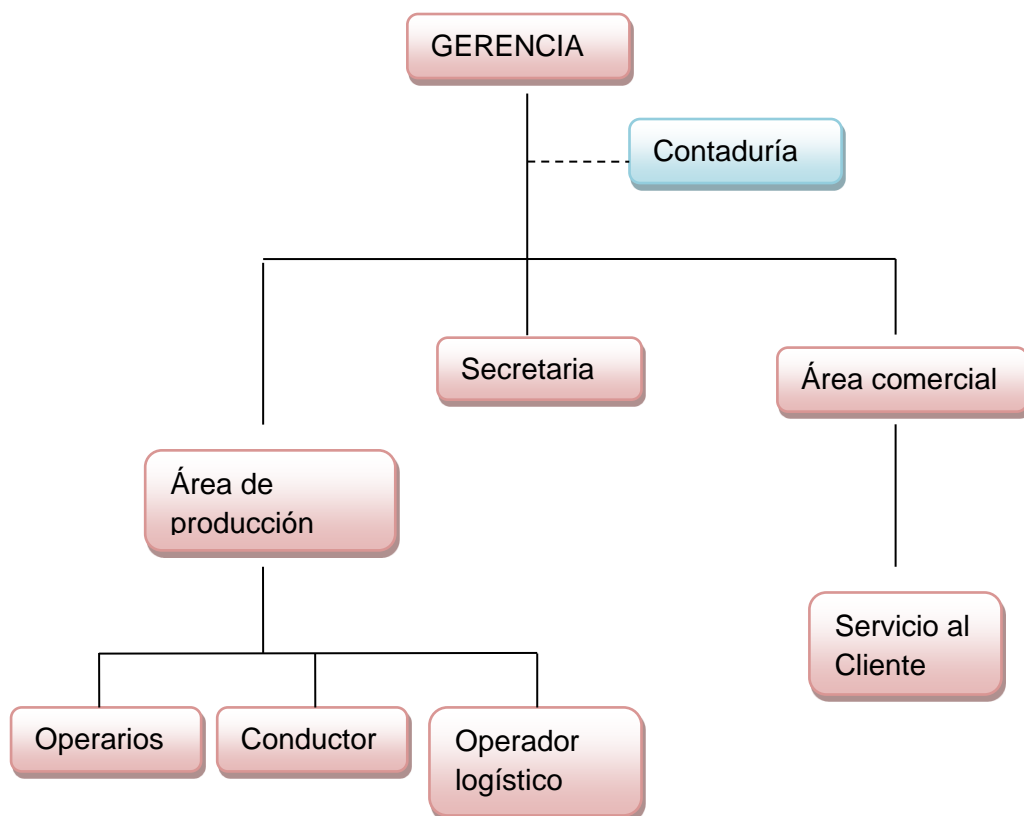 GERENCIA
Contaduría
Secretaria
Área comercial
Área de
producción
Servicio al
Cliente
Operarios
Conductor
Operador
logístico